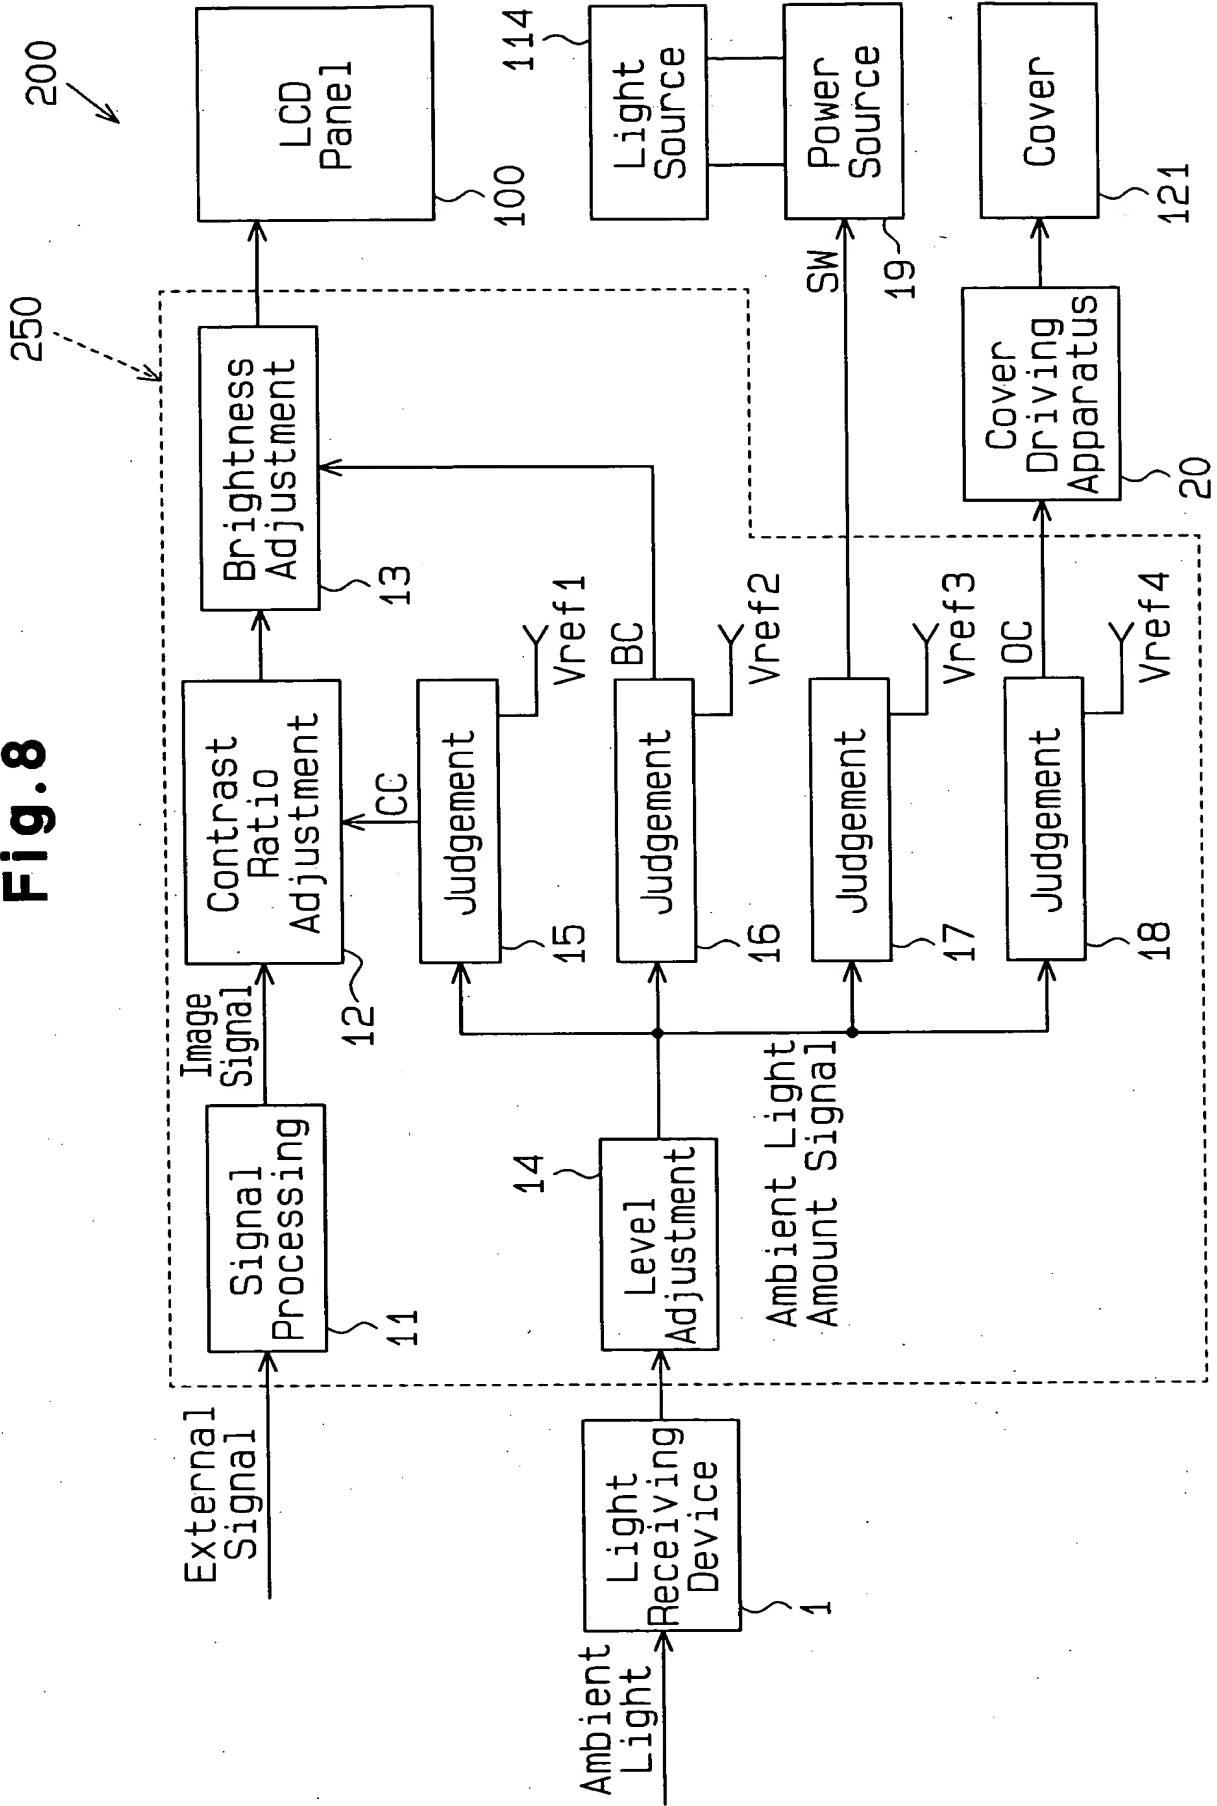 Fig.8
200
250
External
Signal
Signal
Processing
11
Image
Signal
Contrast
Ratio
Adjustment
12
Brightness
Adjustment
13
LCD
Panel
100
CC
Judgement
15
Vref1
Ambient
Light
Light
Receiving
Device
1
Level
Adjustment
14
Ambient Light
Amount Signal
Judgement
16
BC
Vref2
Judgement
17
Vref3
SW
Light
Source
114
Power
Source
19
Judgement
18
OC
Vref4
Cover
Driving
Apparatus
20
Cover
121